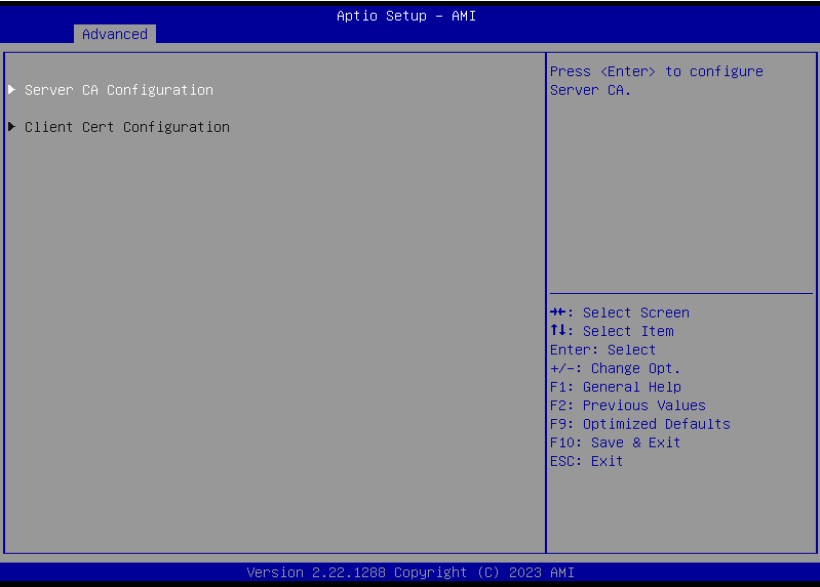 Aptio Setup – AMI
Advanced
▶ Server CA Configuration
▶ Client Cert Configuration
Press <Enter> to configure
Server CA.
→←: Select Screen
↑↓: Select Item
Enter: Select
+/-: Change Opt.
F1: General Help
F2: Previous Values
F9: Optimized Defaults
F10: Save & Exit
ESC: Exit
Version 2.22.1288 Copyright (C) 2023 AMI